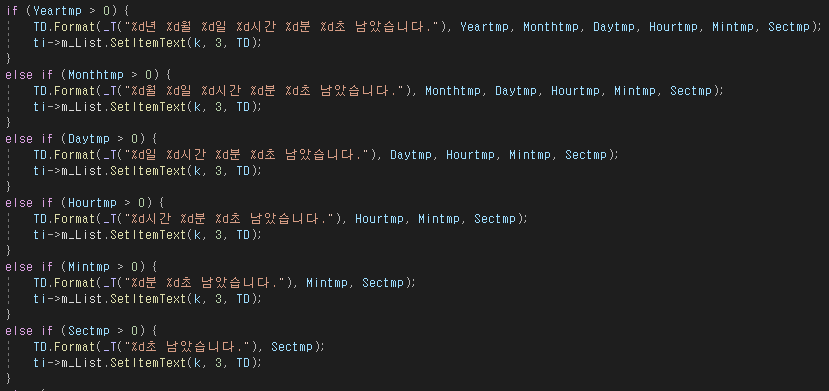 if (Yeartmp > 0) {
TD.Format(_T("%d년 %d월 %d일 %d시간 %d분 %d초 남았습니다."), Yeartmp, Monthtmp, Daytmp, Hourtmp, Mintmp, Sectmp);
ti->m_List.SetItemText(k, 3, TD);
}
else if (Monthtmp > 0) {
TD.Format(_T("%d월 %d일 %d시간 %d분 %d초 남았습니다."), Monthtmp, Daytmp, Hourtmp, Mintmp, Sectmp);
ti->m_List.SetItemText(k, 3, TD);
}
else if (Daytmp > 0) {
TD.Format(_T("%d일 %d시간 %d분 %d초 남았습니다."), Daytmp, Hourtmp, Mintmp, Sectmp);
ti->m_List.SetItemText(k, 3, TD);
}
else if (Hourtmp > 0) {
TD.Format(_T("%d시간 %d분 %d초 남았습니다."), Hourtmp, Mintmp, Sectmp);
ti->m_List.SetItemText(k, 3, TD);
}
else if (Mintmp > 0) {
TD.Format(_T("%d분 %d초 남았습니다."), Mintmp, Sectmp);
ti->m_List.SetItemText(k, 3, TD);
}
else if (Sectmp > 0) {
TD.Format(_T("%d초 남았습니다."), Sectmp);
ti->m_List.SetItemText(k, 3, TD);
}